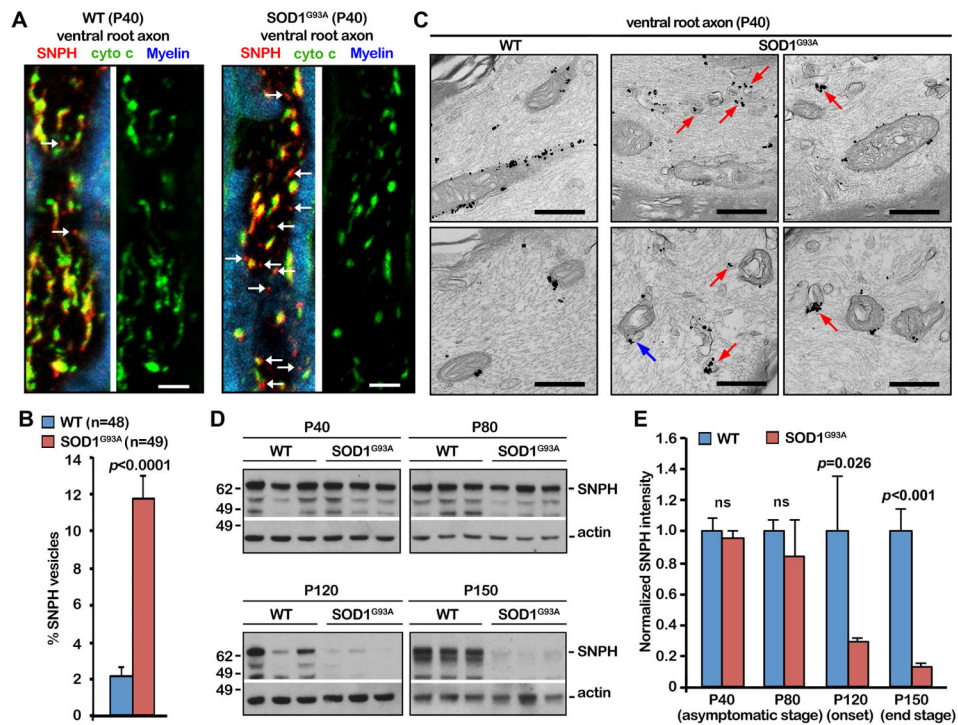 A
WT (P40)
ventral root axon
SNPH cyto c Myelin
SOD1G93A (P40)
ventral root axon
SNPH cyto c Myelin
C
ventral root axon (P40)
WT SOD1G93A
B
WT (n=48)
SOD1G93A (n=49)
p<0.0001
14
12
10
8
6
4
2
0
% SNPH vesicles
D
P40 P80
WT SOD1G93A WT SOD1G93A
62
49
49
SNPH
actin
P120 P150
WT SOD1G93A WT SOD1G93A
62
49
49
SNPH
actin
E
WT SOD1G93A
1.6
1.4
1.2
1.0
0.8
0.6
0.4
0.2
0
Normalized SNPH intensity
ns
ns
p=0.026
p<0.001
P40 P80 P120 P150
(asymptomatic stage) (onset) (end stage)